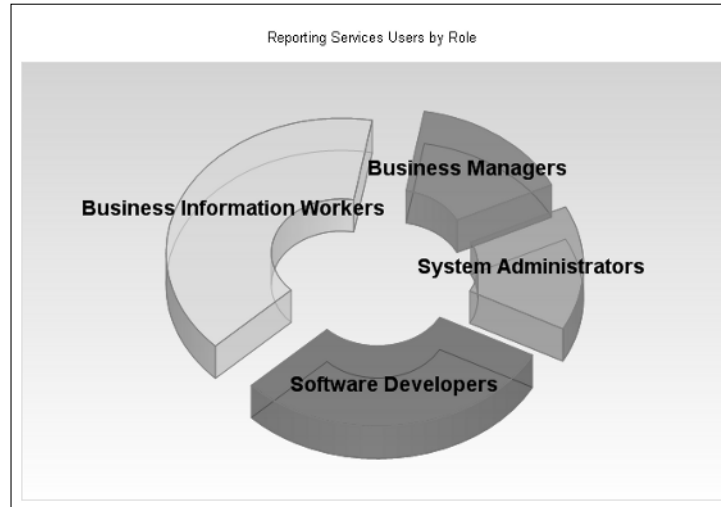 Reporting Services Users by Role
Business Managers
Business Information Workers
System Administrators
Software Developers